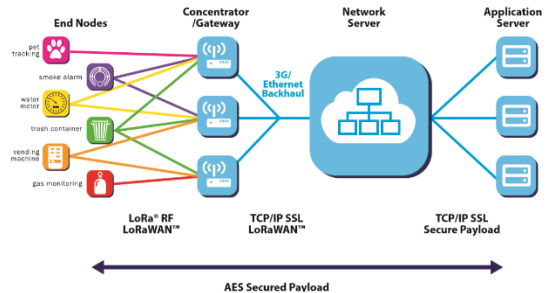 End Nodes
Concentrator
/Gateway
Network
Server
Application
Server
pet
tracking
smoke alarm
water
meter
trash container
vending
machine
gas monitoring
3G/
Ethernet
Backhaul
LoRa® RF
LoRaWAN™
TCP/IP SSL
LoRaWAN™
TCP/IP SSL
Secure Payload
AES Secured Payload